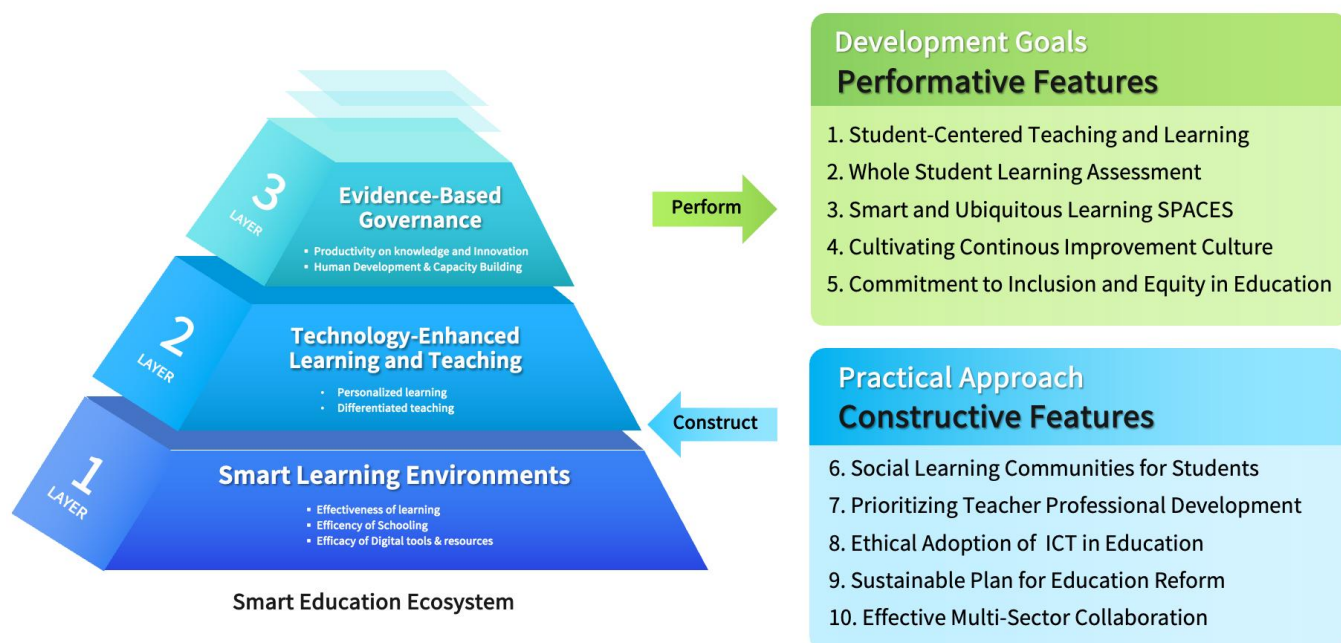 3
LAYER
Evidence-Based
Governance
▪ Productivity on knowledge and Innovation
▪ Human Development & Capacity Building
2
LAYER
Technology-Enhanced
Learning and Teaching
• Personalized learning
• Differentiated teaching
1
LAYER
Smart Learning Environments
▪ Effectiveness of learning
▪ Efficency of Schooling
▪ Efficacy of Digital tools & resources
Smart Education Ecosystem
Perform
Construct
Development Goals
Performative Features
1. Student-Centered Teaching and Learning
2. Whole Student Learning Assessment
3. Smart and Ubiquitous Learning SPACES
4. Cultivating Continous Improvement Culture
5. Commitment to Inclusion and Equity in Education
Practical Approach
Constructive Features
6. Social Learning Communities for Students
7. Prioritizing Teacher Professional Development
8. Ethical Adoption of ICT in Education
9. Sustainable Plan for Education Reform
10. Effective Multi-Sector Collaboration